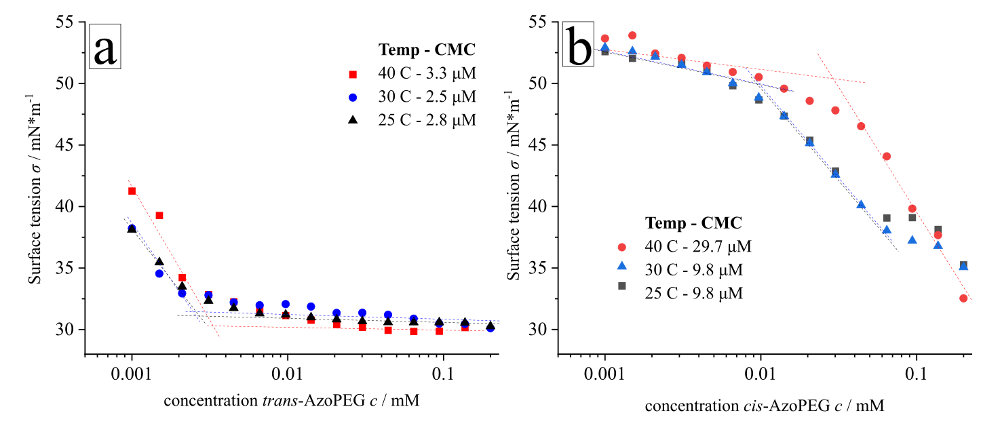 a
Surface tension σ / mN*m-1
55
50
45
40
35
30
Temp - CMC
40 C - 3.3 μM
30 C - 2.5 μM
25 C - 2.8 μM
0.001
0.01
0.1
concentration trans-AzoPEG c / mM
b
Surface tension σ / mN*m-1
55
50
45
40
35
30
Temp - CMC
40 C - 29.7 μM
30 C - 9.8 μM
25 C - 9.8 μM
0.001
0.01
0.1
concentration cis-AzoPEG c / mM